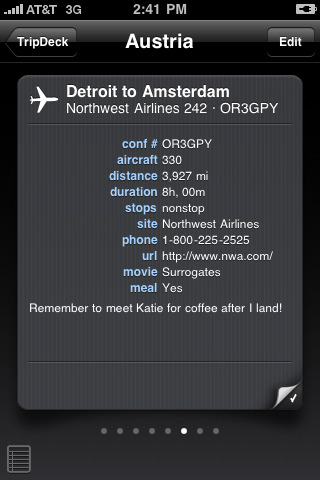 AT&T 3G 2:41 PM
TripDeck Austria Edit
Detroit to Amsterdam
Northwest Airlines 242 · OR3GPY
conf # OR3GPY
aircraft 330
distance 3,927 mi
duration 8h, 00m
stops nonstop
site Northwest Airlines
phone 1-800-225-2525
url http://www.nwa.com/
movie Surrogates
meal Yes
Remember to meet Katie for coffee after I land!